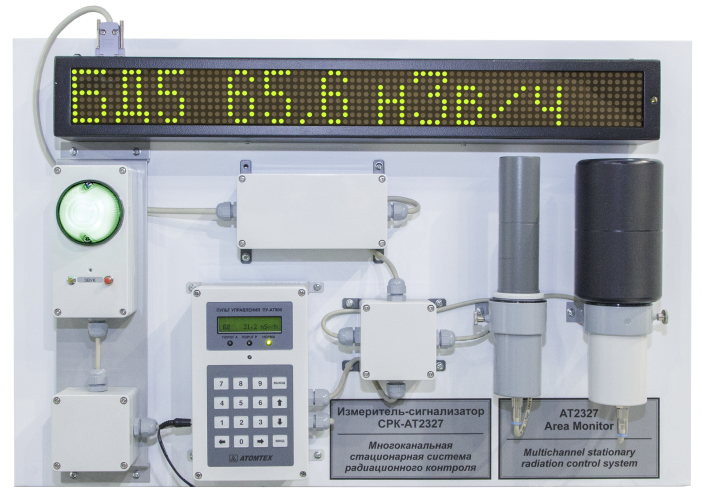 БД5 65.6 нЗв/ч
ПУЛЬТ УПРАВЛЕНИЯ ПУ-АТ900
7 8 9
4 5 6
1 2 3
0
ATOMTEX
Измеритель-сигнализатор
СРК-АТ2327
Многоканальная
стационарная система
радиационного контроля
AT2327
Area Monitor
Multichannel stationary
radiation control system